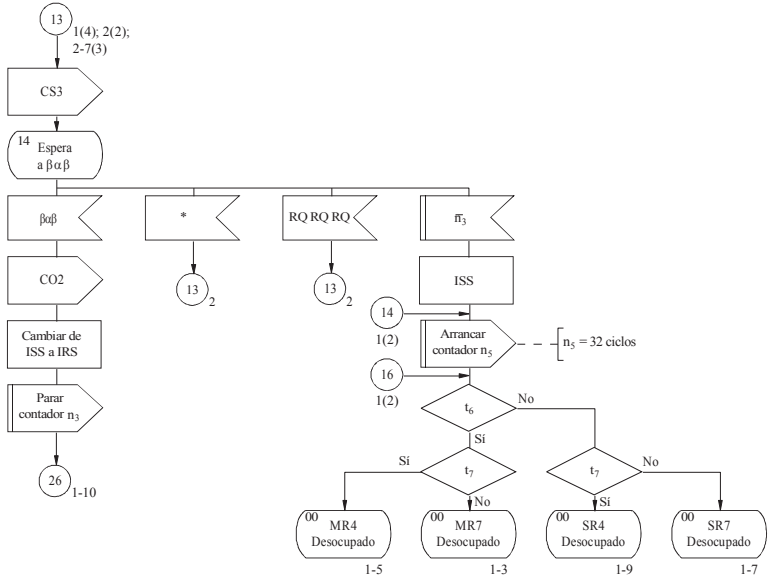 13
1(4); 2(2);
2-7(3)
CS3
14 Espera
a βαβ
βαβ
*
RQ RQ RQ
n̅3
CO2
13
2
13
2
ISS
14
1(2)
Cambiar de
ISS a IRS
Arrancar
contador n5
n5 = 32 ciclos
16
1(2)
Parar
contador n3
t6
No
Sí
26
1-10
Sí
t7
No
t7
No
Sí
00
MR4
Desocupado
1-5
00
MR7
Desocupado
1-3
00
SR4
Desocupado
1-9
00
SR7
Desocupado
1-7